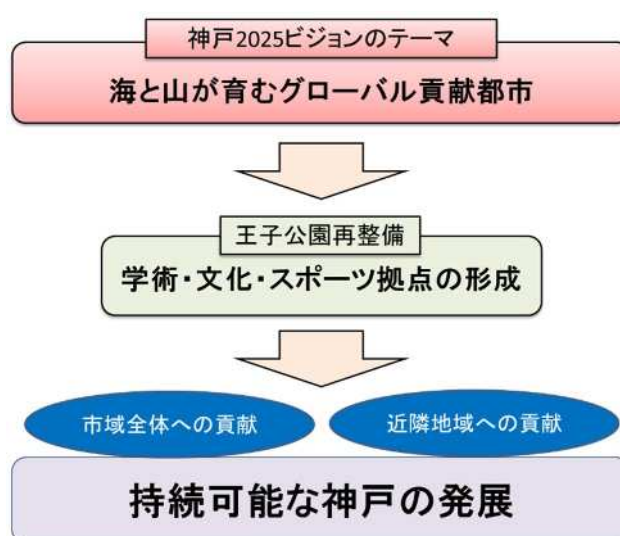 神戸2025ビジョンのテーマ
海と山が育むグローバル貢献都市
王子公園再整備
学術・文化・スポーツ拠点の形成
市域全体への貢献
近隣地域への貢献
持続可能な神戸の発展